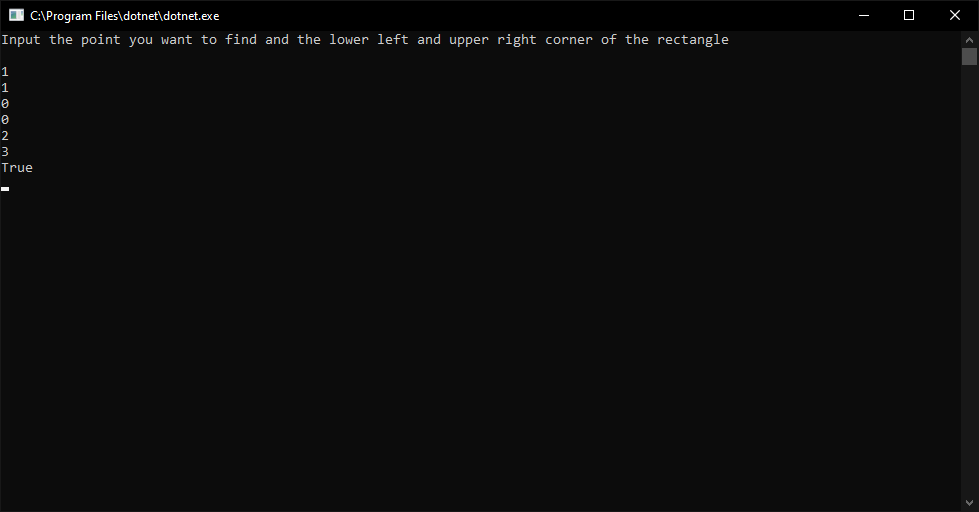 C:\Program Files\dotnet\dotnet.exe
Input the point you want to find and the lower left and upper right corner of the rectangle
1
1
0
0
2
3
True